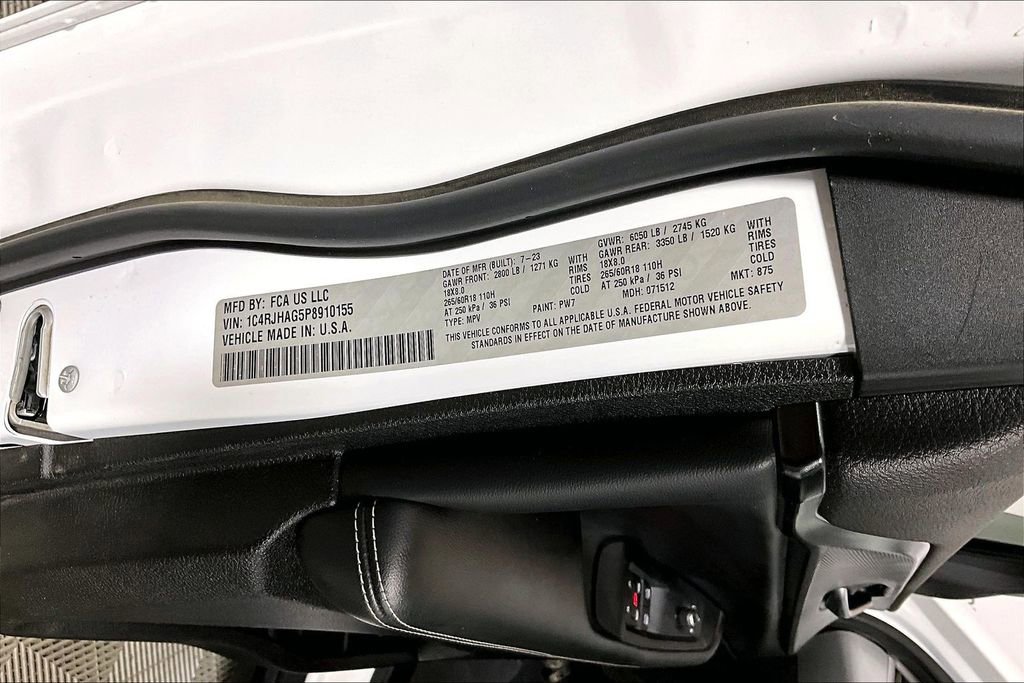 MFD BY: FCA US LLC
VIN: 1C4RJHAG5P8910155
VEHICLE MADE IN: U.S.A.
DATE OF MFR (BUILT): 7-23
GAWR FRONT: 2800 LB / 1271 KG WITH
18X8.0 RIMS
265/60R18 110H TIRES
AT 250 kPa / 36 PSI COLD
TYPE: MPV PAINT: PW7
GVWR: 6050 LB / 2745 KG
GAWR REAR: 3350 LB / 1520 KG WITH
18X8.0 RIMS
265/60R18 110H TIRES
AT 250 kPa / 36 PSI COLD
MDH: 071512 MKT: 875
THIS VEHICLE CONFORMS TO ALL APPLICABLE U.S.A. FEDERAL MOTOR VEHICLE SAFETY
STANDARDS IN EFFECT ON THE DATE OF MANUFACTURE SHOWN ABOVE.